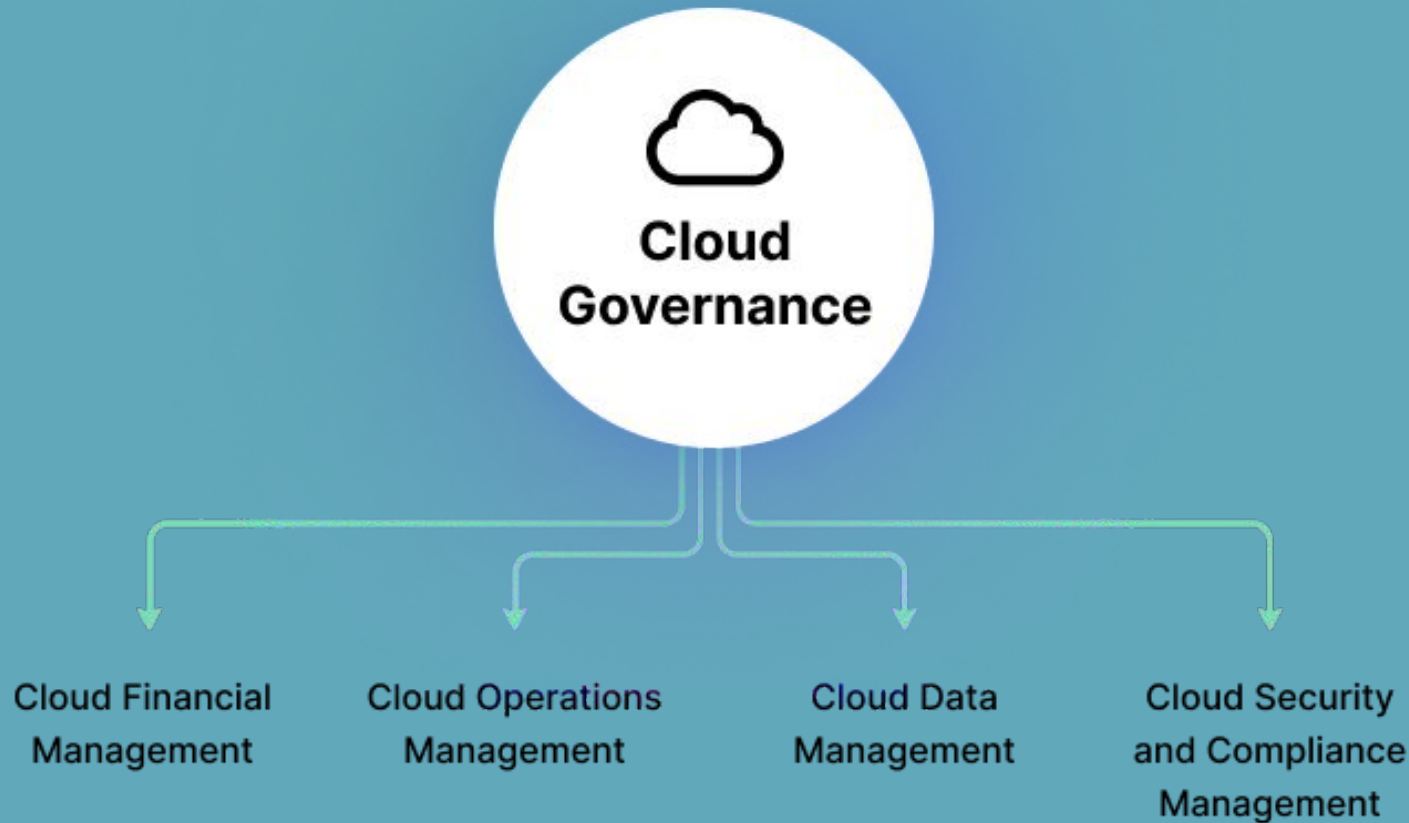 Cloud
Governance
Cloud Financial
Management
Cloud Operations
Management
Cloud Data
Management
Cloud Security
and Compliance
Management